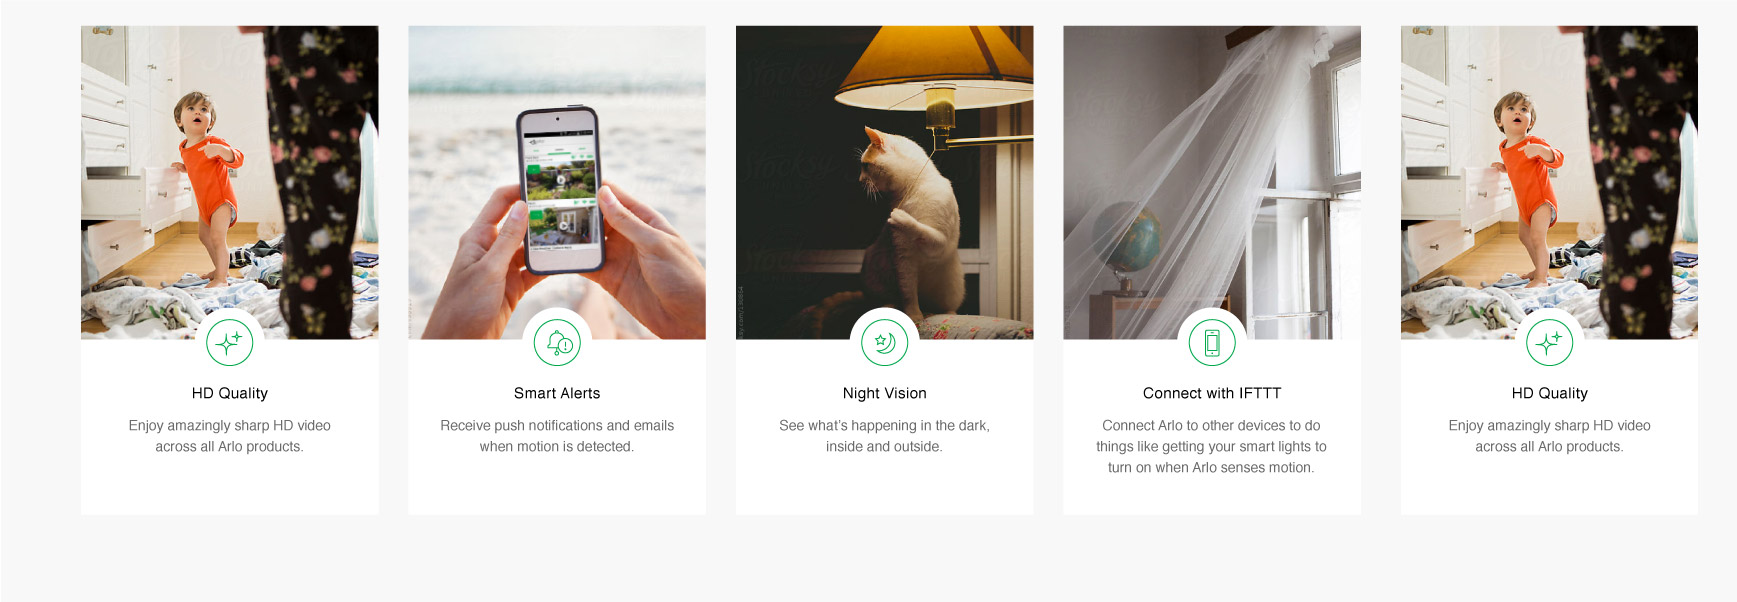 HD Quality
Enjoy amazingly sharp HD video
across all Arlo products.
Smart Alerts
Receive push notifications and emails
when motion is detected.
Night Vision
See what's happening in the dark,
inside and outside.
Connect with IFTTT
Connect Arlo to other devices to do
things like getting your smart lights to
turn on when Arlo senses motion.
HD Quality
Enjoy amazingly sharp HD video
across all Arlo products.